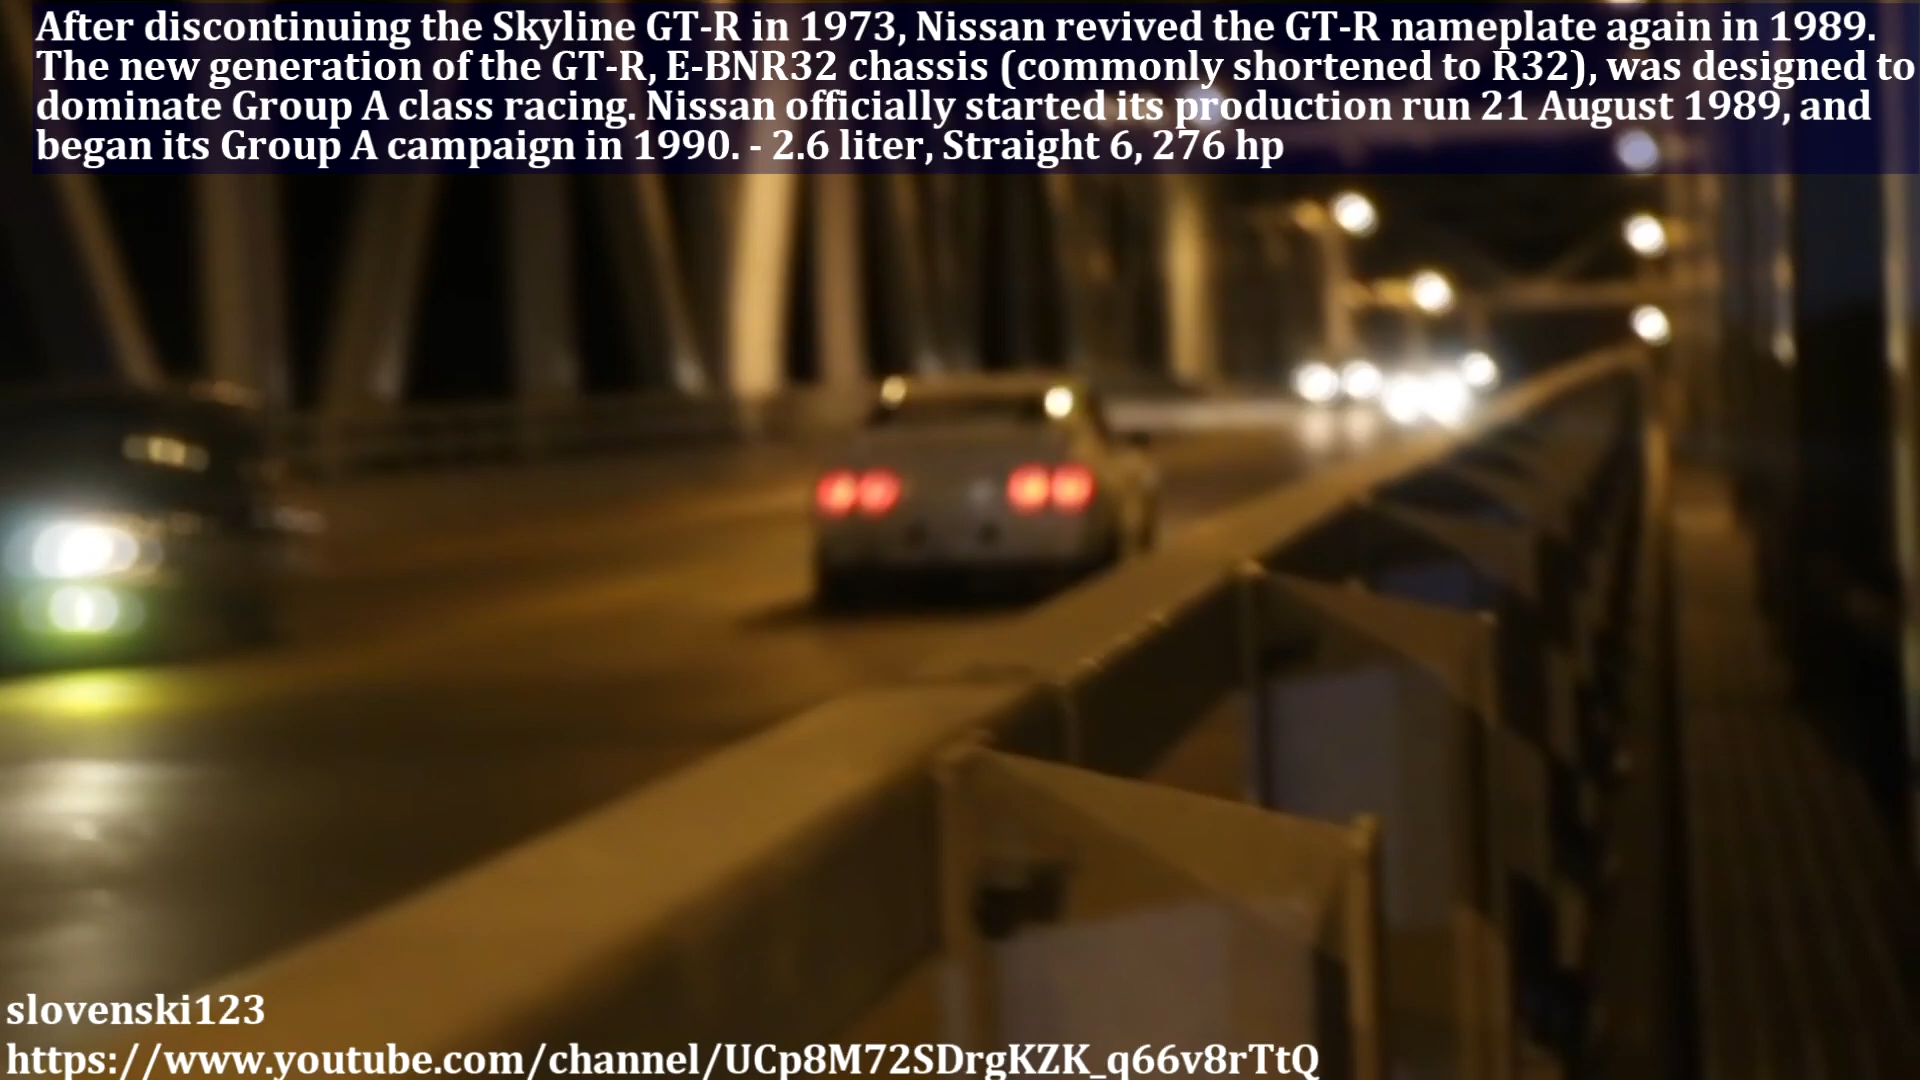 After discontinuing the Skyline GT-R in 1973, Nissan revived the GT-R nameplate again in 1989.
The new generation of the GT-R, E-BNR32 chassis (commonly shortened to R32), was designed to
dominate Group A class racing. Nissan officially started its production run 21 August 1989, and
began its Group A campaign in 1990. - 2.6 liter, Straight 6, 276 hp
slovenski123
https://www.youtube.com/channel/UCp8M72SDrgKZK_q66v8rTtQ